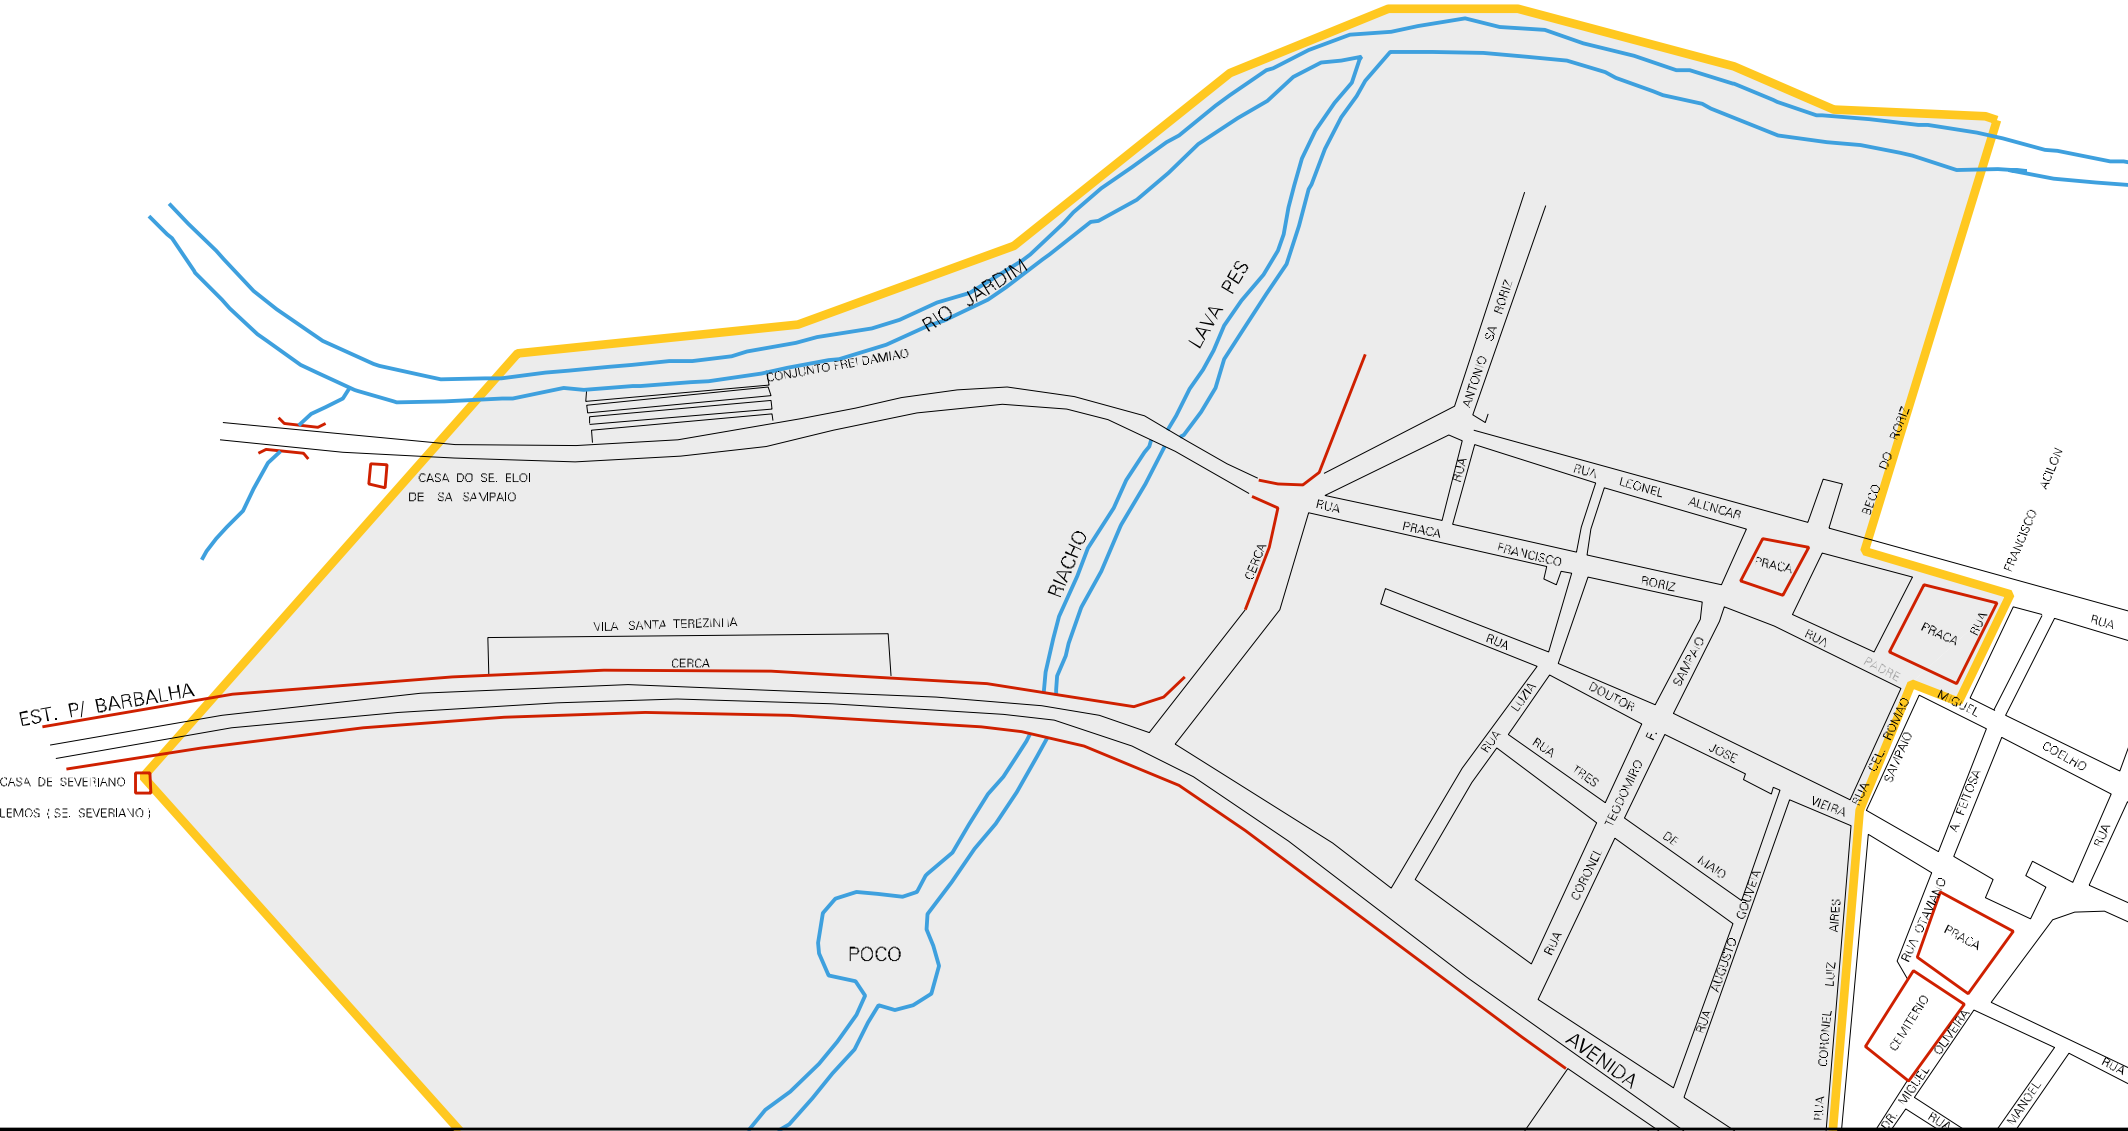 RIO JARDIM
LAVA PES
CONJUNTO FREI DAMIAO
ANTONIO SA RORIZ
RUA
BECO DO RORIZ
FRANCISCO ACILON
CASA DO SE. ELOI
DE SA SAMPAIO
RUA LEONEL ALENCAR
RUA PRACA FRANCISCO RORIZ
CERCA
RIACHO
PRACA
PRACA
RUA
RUA
VILA SANTA TEREZINHA
CERCA
RUA DOUTOR JOSE VIEIRA
SAMPAIO
RUA PADRE MIGUEL COELHO
EST. P/ BARBALHA
RUA LUZIA
RUA TRES DE MAIO
RUA CORONEL TEODOMIRO F.
RUA CEL. ROMAO
SAMPAIO
A. FEITOSA
RUA
CASA DE SEVERIANO
LEMOS (SE. SEVERIANO)
RUA AUGUSTO GOUVEIA
RUA CORONEL LUIZ AIRES
RUA OTAVIANO
PRACA
POCO
CEMITERIO
DR. MIGUEL OLIVEIRA
AVENIDA
RUA
MANOEL
RUA